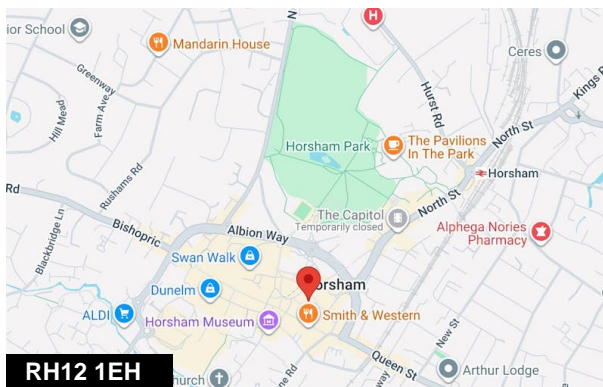 ior School
Mandarin House
N
H
Ceres
Greenway
Farm Ave
Hill Mead
Hurst Rd
Kings R
North St
The Pavilions
In The Park
Horsham Park
Horsham
Rushams Rd
Rd
Blackbridge Ln
Bishopric
Albion Way
The Capitol
Temporarily closed
North St
Alphega Nories
Pharmacy
Swan Walk
Dunelm
orsham
ALDI
Horsham Museum
Smith & Western
New St
Queen St
RH12 1EH
hurch
Arthur Lodge